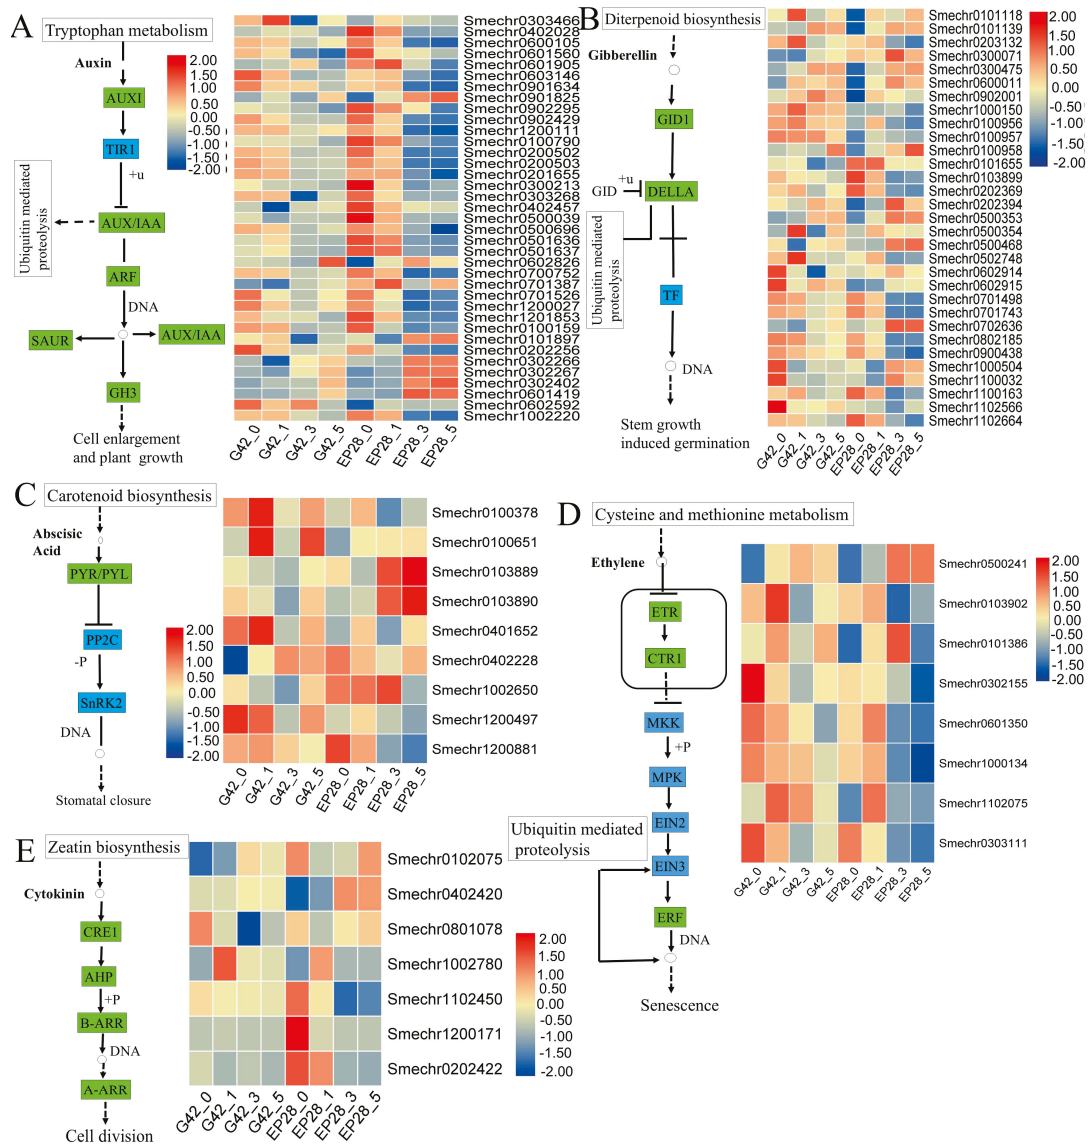 A
Tryptophan metabolism
Auxin
AUXI
TIR1
+u
AUX/IAA
Ubiquitin mediated
proteolysis
ARF
DNA
SAUR
AUX/IAA
GH3
Cell enlargement
and plant growth
2.00
1.50
1.00
0.50
0.00
-0.50
-1.00
-1.50
-2.00
Smechr0303466
Smechr0402028
Smechr0600105
Smechr0601560
Smechr0601905
Smechr0603146
Smechr0901634
Smechr0901825
Smechr0902295
Smechr0902429
Smechr1200111
Smechr0100790
Smechr0200502
Smechr0200503
Smechr0201655
Smechr0300213
Smechr0303268
Smechr0402457
Smechr0500039
Smechr0500696
Smechr0501636
Smechr0501637
Smechr0602826
Smechr0700752
Smechr0701387
Smechr0701526
Smechr1200027
Smechr1201853
Smechr0100159
Smechr0101897
Smechr0202256
Smechr0302266
Smechr0302267
Smechr0302402
Smechr0601419
Smechr0602592
Smechr1002220
G42_0
G42_1
G42_3
G42_5
EP28_0
EP28_1
EP28_3
EP28_5
B
Diterpenoid biosynthesis
Gibberellin
GID1
+u
GID
DELLA
Ubiquitin mediated
proteolysis
TF
DNA
Stem growth
induced germination
Smechr0101118
Smechr0101139
Smechr0203132
Smechr0300071
Smechr0300475
Smechr0600011
Smechr0902001
Smechr1000150
Smechr0100956
Smechr0100957
Smechr0100958
Smechr0101655
Smechr0103899
Smechr0202369
Smechr0202394
Smechr0500353
Smechr0500354
Smechr0500468
Smechr0502748
Smechr0602914
Smechr0602915
Smechr0701498
Smechr0701743
Smechr0702636
Smechr0802185
Smechr0900438
Smechr1000504
Smechr1100032
Smechr1100163
Smechr1102566
Smechr1102664
2.00
1.50
1.00
0.50
0.00
-0.50
-1.00
-1.50
-2.00
G42_0
G42_1
G42_3
G42_5
EP28_0
EP28_1
EP28_3
EP28_5
C
Carotenoid biosynthesis
Abscisic
Acid
PYR/PYL
PP2C
-P
SnRK2
DNA
Stomatal closure
2.00
1.50
1.00
0.50
0.00
-0.50
-1.00
-1.50
-2.00
Smechr0100378
Smechr0100651
Smechr0103889
Smechr0103890
Smechr0401652
Smechr0402228
Smechr1002650
Smechr1200497
Smechr1200881
G42_0
G42_1
G42_3
G42_5
EP28_0
EP28_1
EP28_3
EP28_5
D
Cysteine and methionine metabolism
Ethylene
ETR
CTR1
MKK
+P
MPK
EIN2
Ubiquitin mediated
proteolysis
EIN3
ERF
DNA
Senescence
Smechr0500241
Smechr0103902
Smechr0101386
Smechr0302155
Smechr0601350
Smechr1000134
Smechr1102075
Smechr0303111
2.00
1.50
1.00
0.50
0.00
-0.50
-1.00
-1.50
-2.00
G42_0
G42_1
G42_3
G42_5
EP28_0
EP28_1
EP28_3
EP28_5
E
Zeatin biosynthesis
Cytokinin
CRE1
AHP
+P
B-ARR
DNA
A-ARR
Cell division
Smechr0102075
Smechr0402420
Smechr0801078
Smechr1002780
Smechr1102450
Smechr1200171
Smechr0202422
2.00
1.50
1.00
0.50
0.00
-0.50
-1.00
-1.50
-2.00
G42_0
G42_1
G42_3
G42_5
EP28_0
EP28_1
EP28_3
EP28_5